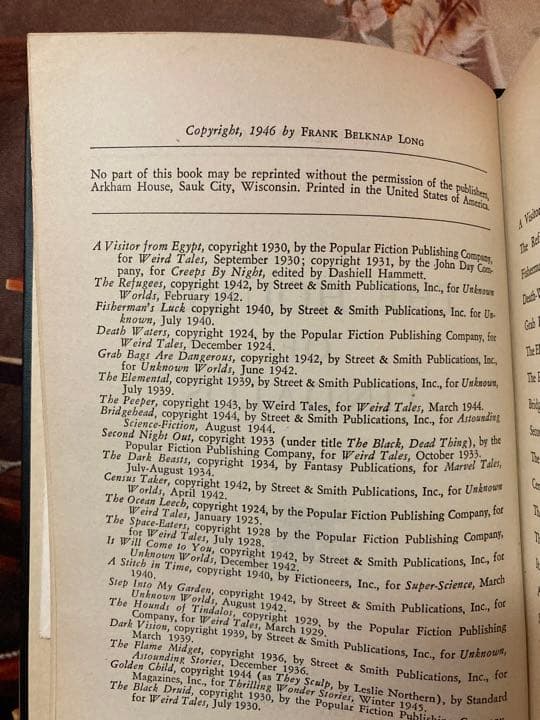 Copyright, 1946 by FRANK BELKNAP LONG
No part of this book may be reprinted without the permission of the publishers,
Arkham House, Sauk City, Wisconsin. Printed in the United States of America.
A Visitor from Egypt, copyright 1930, by the Popular Fiction Publishing Company,
for Weird Tales, September 1930; copyright 1931, by the John Day Com-
pany, for Creeps By Night, edited by Dashiell Hammett.
The Refugees, copyright 1942, by Street & Smith Publications, Inc., for Unknown
Worlds, February 1942.
Fisherman's Luck copyright 1940, by Street & Smith Publications, Inc., for Un-
known, July 1940.
Death Waters, copyright 1924, by the Popular Fiction Publishing Company, for
Weird Tales, December 1924.
Grab Bags Are Dangerous, copyright 1942, by Street & Smith Publications, Inc.,
for Unknown Worlds, June 1942.
The Elemental, copyright 1939, by Street & Smith Publications, Inc., for Unknown,
July 1939.
The Peeper, copyright 1943, by Weird Tales, for Weird Tales, March 1944.
Bridgehead, copyright 1944, by Street & Smith Publications, Inc., for Astounding
Science-Fiction, August 1944.
Second Night Out, copyright 1933 (under title The Black, Dead Thing), by the
Popular Fiction Publishing Company, for Weird Tales, October 1933.
The Dark Beasts, copyright 1934, by Fantasy Publications, for Marvel Tales,
July-August 1934.
Census Taker, copyright 1942, by Street & Smith Publications, Inc., for Unknown
Worlds, April 1942.
The Ocean Leech, copyright 1924, by the Popular Fiction Publishing Company, for
Weird Tales, January 1925.
The Space-Eaters, copyright 1928 by the Popular Fiction Publishing Company,
for Weird Tales, July 1928.
It Will Come to You, copyright 1942, by Street & Smith Publications, Inc., for
Unknown Worlds, December 1942.
A Stitch in Time, copyright 1940, by Fictioneers, Inc., for Super-Science, March
1940.
Step Into My Garden, copyright 1942, by Street & Smith Publications, Inc., for
Unknown Worlds, August 1942.
The Hounds of Tindalos, copyright 1929, by the Popular Fiction Publishing
Company, for Weird Tales, March 1929.
Dark Vision, copyright 1939, by Street & Smith Publications, Inc., for Unknown,
March 1939.
The Flame Midget, copyright 1936, by Street & Smith Publications, Inc., for
Astounding Stories, December 1936.
Golden Child, copyright 1944 (as They Sculp, by Leslie Northern), by Standard
Magazines, Inc., for Thrilling Wonder Stories, Winter 1945.
The Black Druid, copyright 1930, by the Popular Fiction Publishing Company,
for Weird Tales, July 1930.
A Visitor
The Ref
Fisherman
Death-W
Grab
The El
The P
Bridg
Secon
The
Cen
The
The
It
A